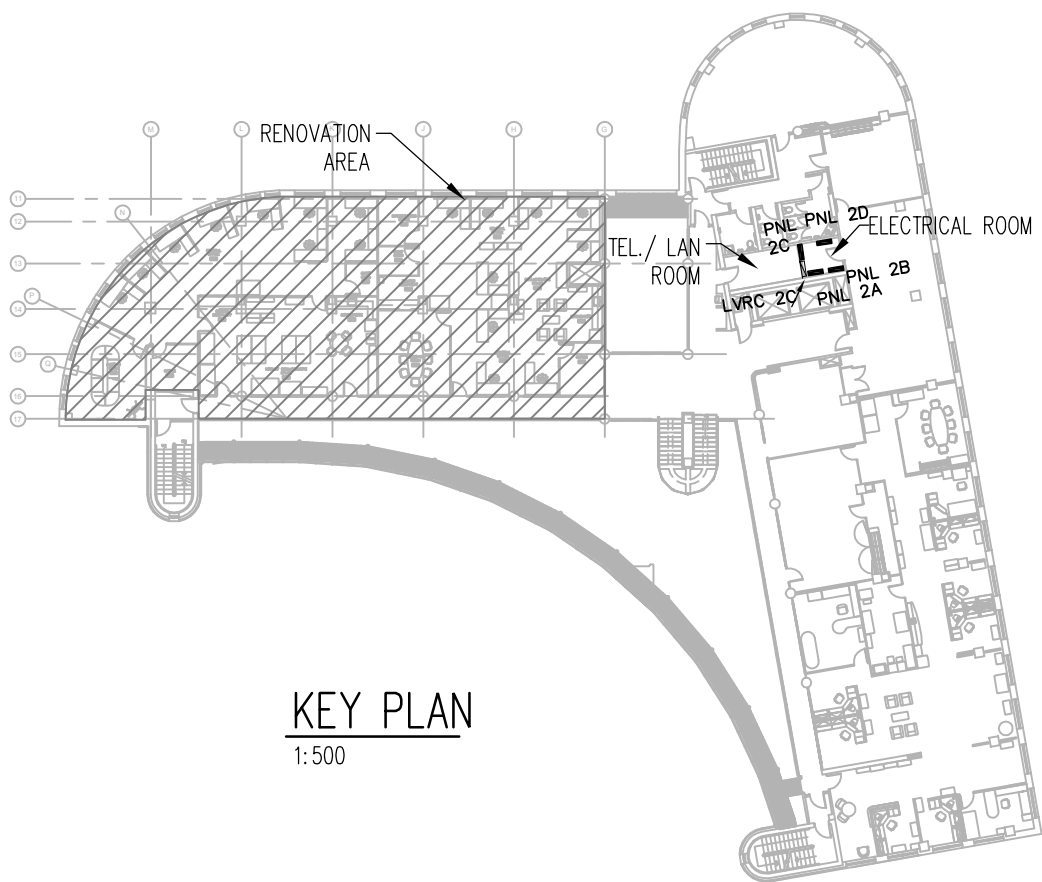 M
L
J
H
G
RENOVATION
AREA
11
12
N
13
P
14
Q
15
16
17
PNL
2C
PNL 2D
ELECTRICAL ROOM
TEL./ LAN
ROOM
PNL 2B
LVRC 2C
PNL
2A
KEY PLAN
1:500